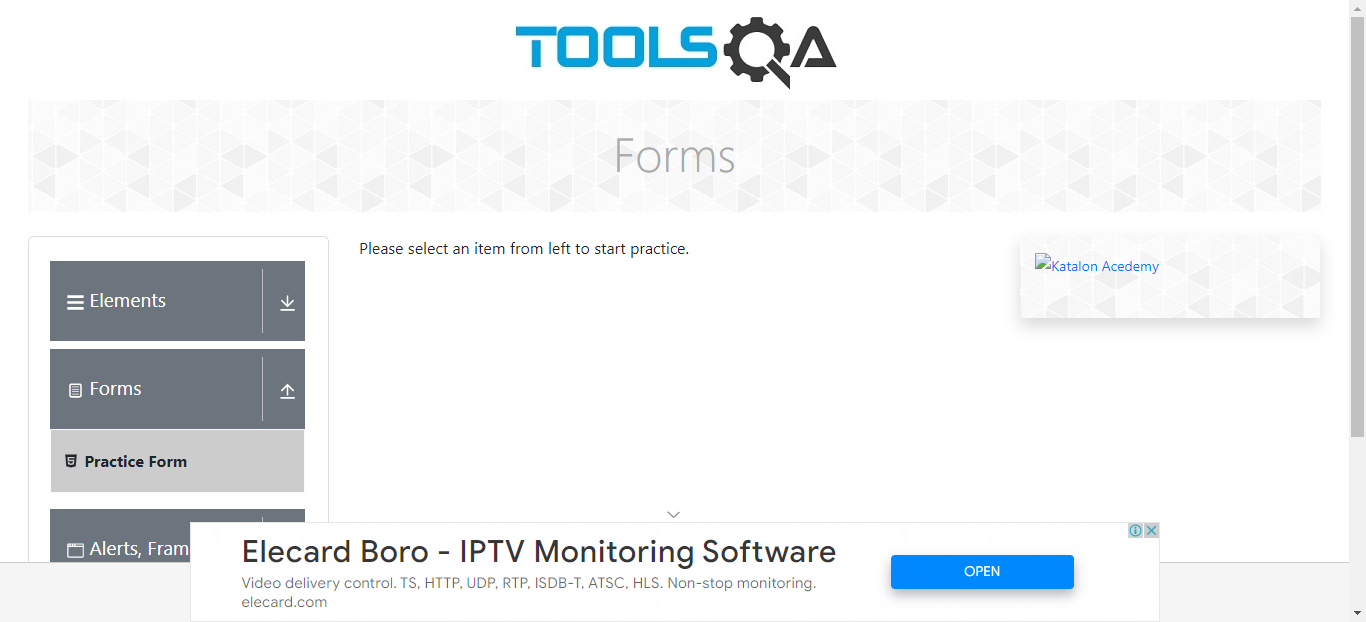 TOOLSQA
Forms
Elements
Forms
Practice Form
Alerts, Fram
Please select an item from left to start practice.
Katalon Acedemy
Elecard Boro - IPTV Monitoring Software
Video delivery control. TS, HTTP, UDP, RTP, ISDB-T, ATSC, HLS. Non-stop monitoring.
elecard.com
OPEN